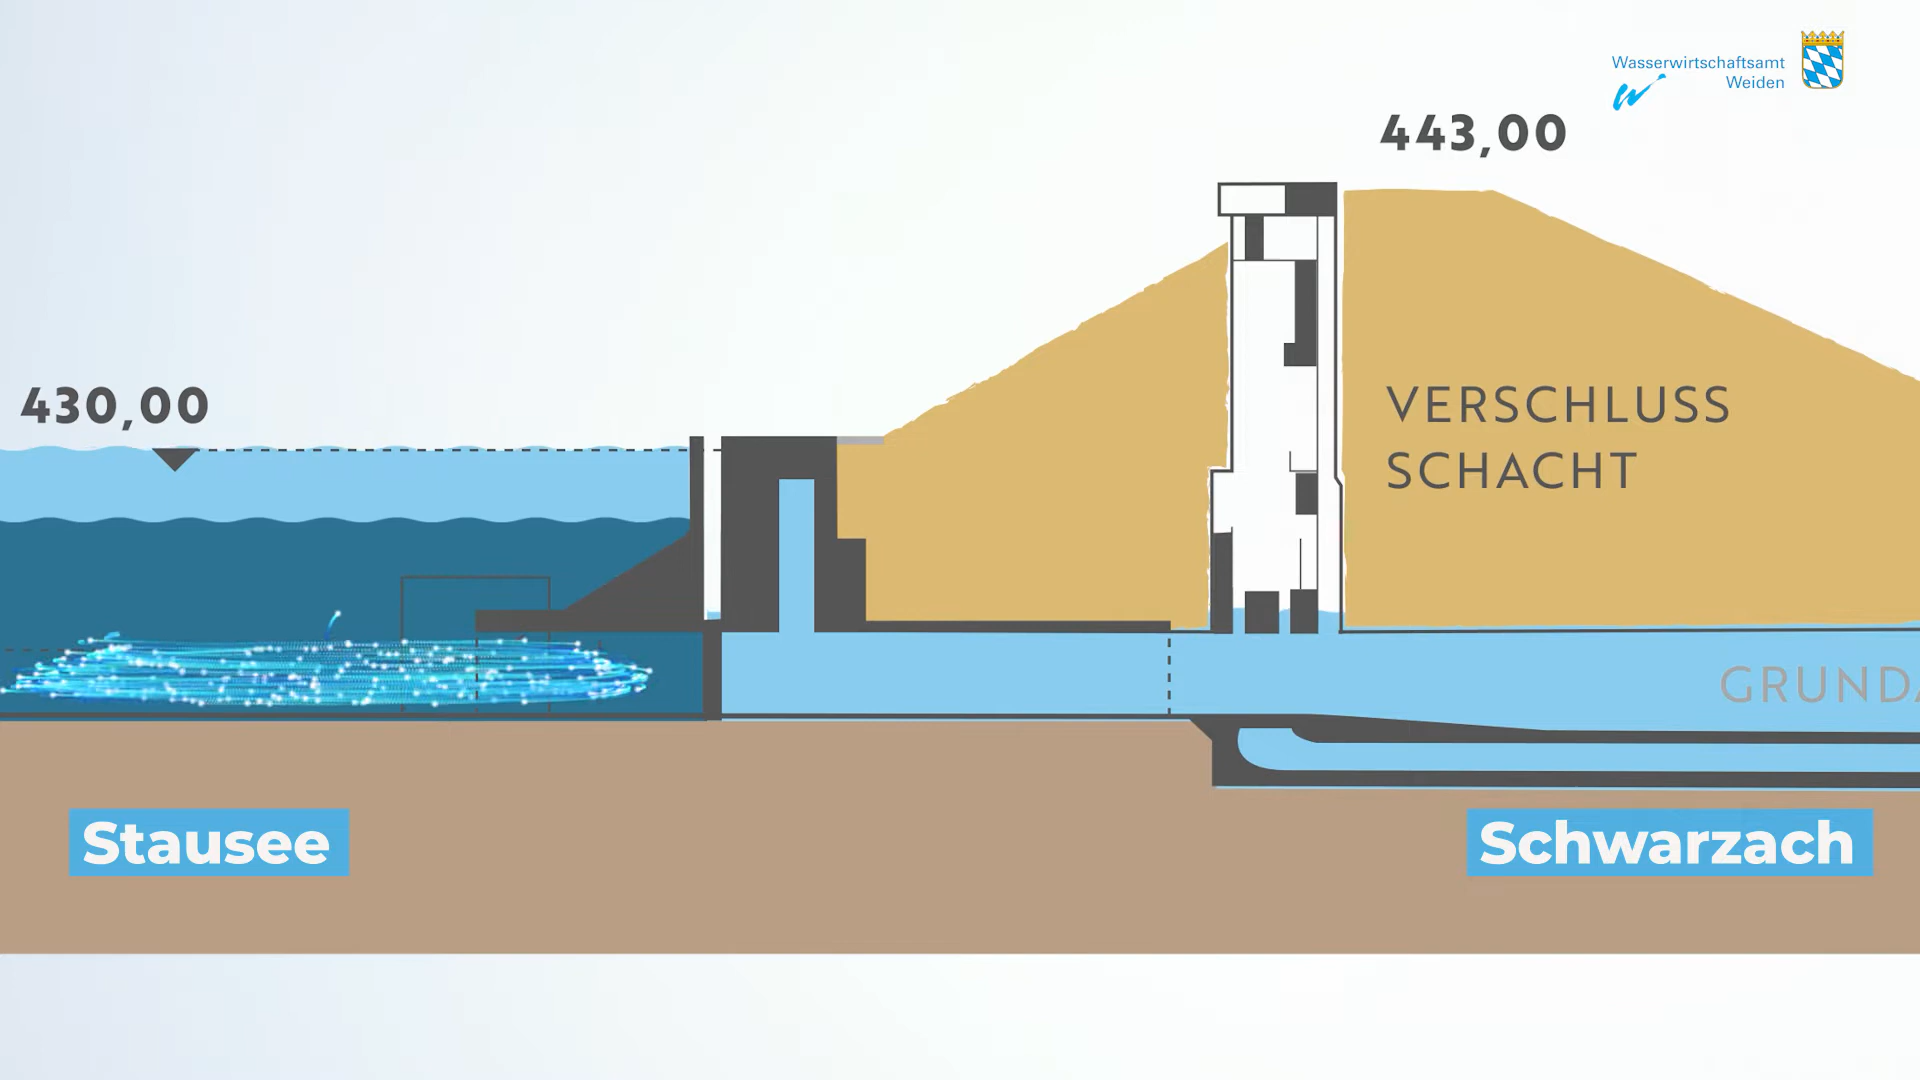 Wasserwirtschaftsamt
Weiden
443,00
430,00
VERSCHLUSS
SCHACHT
Stausee
Schwarzach